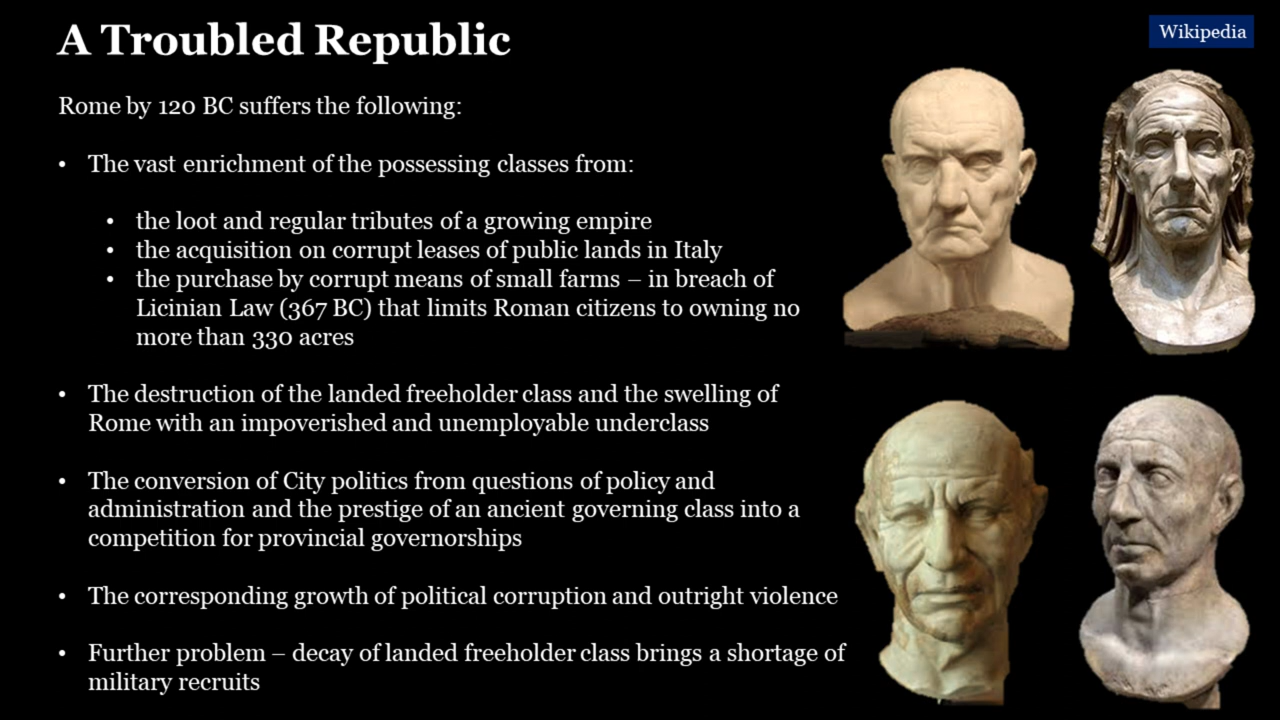 A Troubled Republic
Wikipedia
Rome by 120 BC suffers the following:
• The vast enrichment of the possessing classes from:
• the loot and regular tributes of a growing empire
• the acquisition on corrupt leases of public lands in Italy
• the purchase by corrupt means of small farms – in breach of
Licinian Law (367 BC) that limits Roman citizens to owning no
more than 330 acres
• The destruction of the landed freeholder class and the swelling of
Rome with an impoverished and unemployable underclass
• The conversion of City politics from questions of policy and
administration and the prestige of an ancient governing class into a
competition for provincial governorships
• The corresponding growth of political corruption and outright violence
• Further problem – decay of landed freeholder class brings a shortage of
military recruits